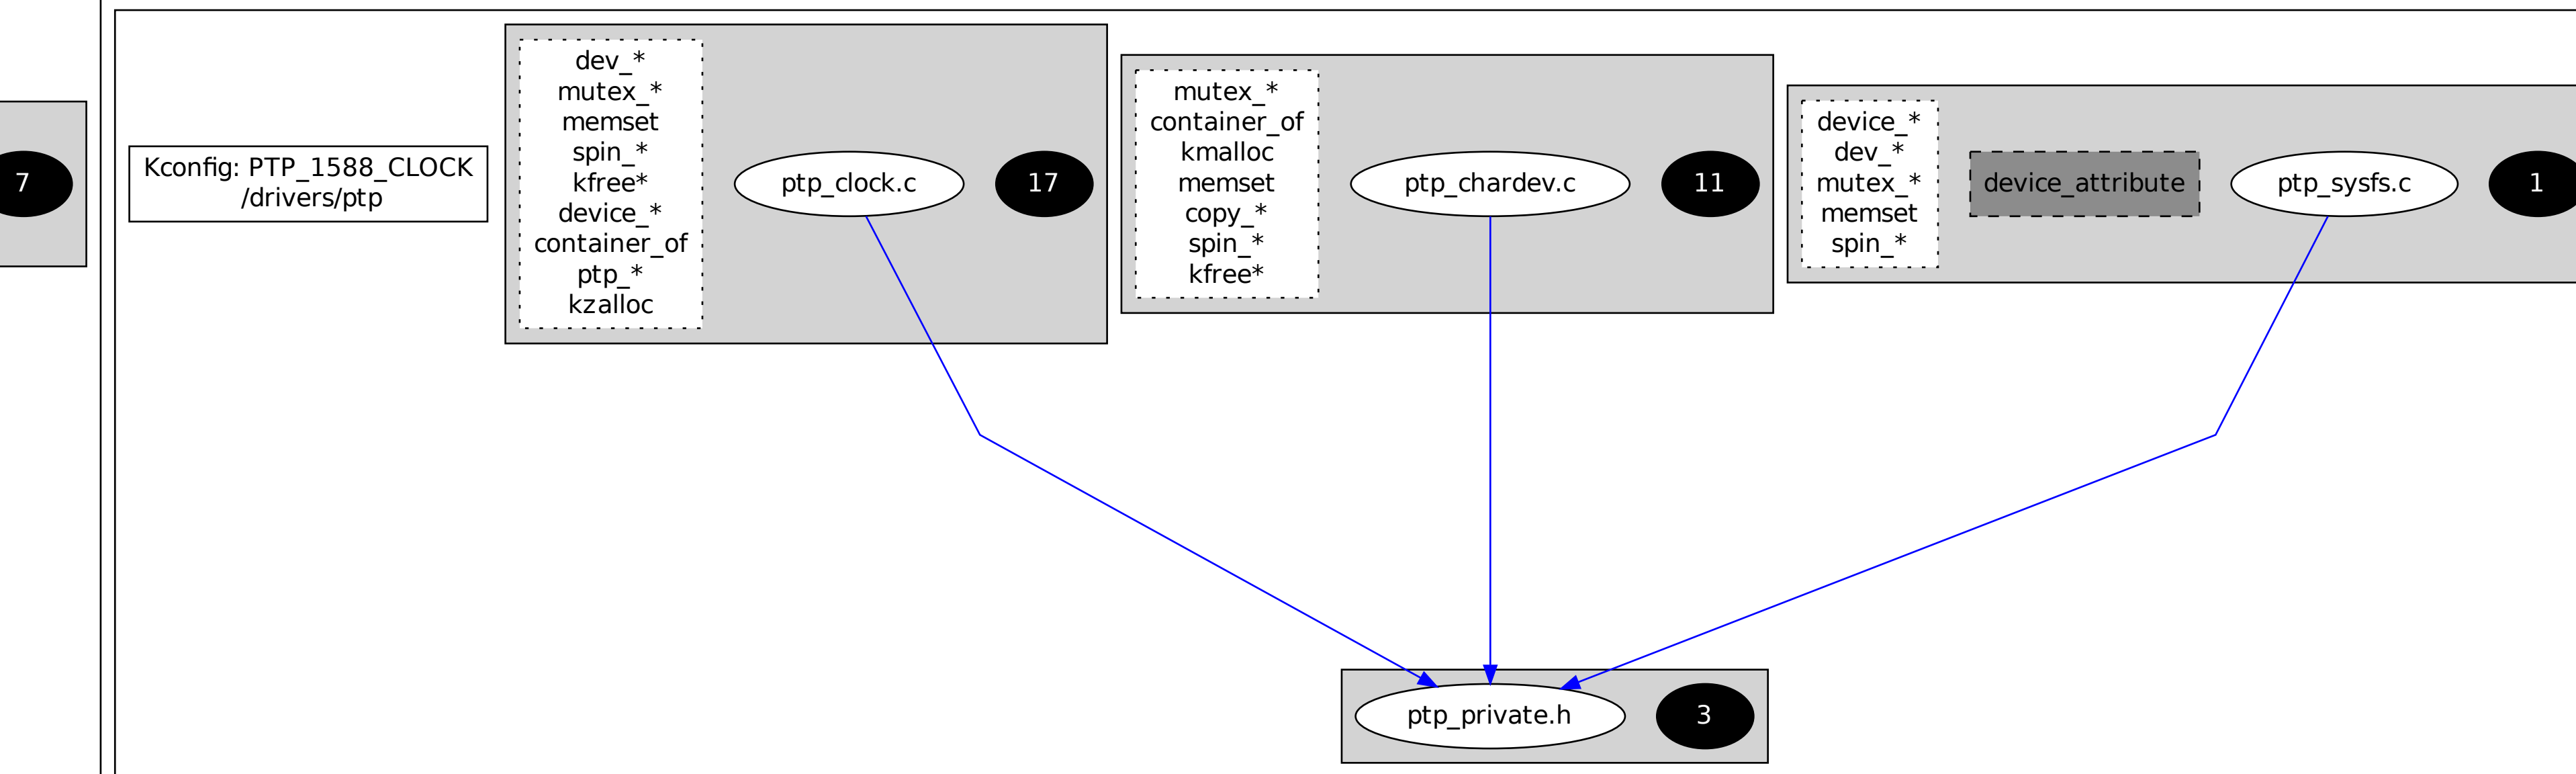 7
Kconfig: PTP_1588_CLOCK
/drivers/ptp
dev_*
mutex_*
memset
spin_*
kfree*
device_*
container_of
ptp_*
kzalloc
ptp_clock.c
17
mutex_*
container_of
kmalloc
memset
copy_*
spin_*
kfree*
ptp_chardev.c
11
device_*
dev_*
mutex_*
memset
spin_*
device_attribute
ptp_sysfs.c
1
ptp_private.h
3